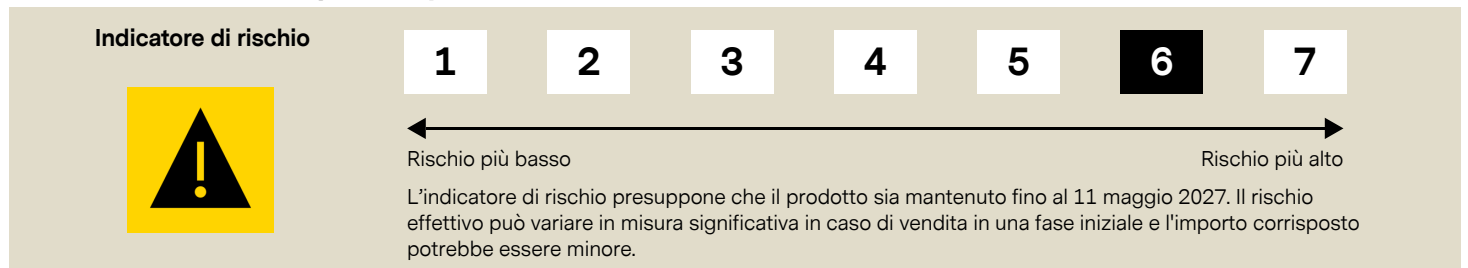 Indicatore di rischio
1 2 3 4 5 6 7
Rischio più basso Rischio più alto
L'indicatore di rischio presuppone che il prodotto sia mantenuto fino al 11 maggio 2027. Il rischio
effettivo può variare in misura significativa in caso di vendita in una fase iniziale e l'importo corrisposto
potrebbe essere minore.